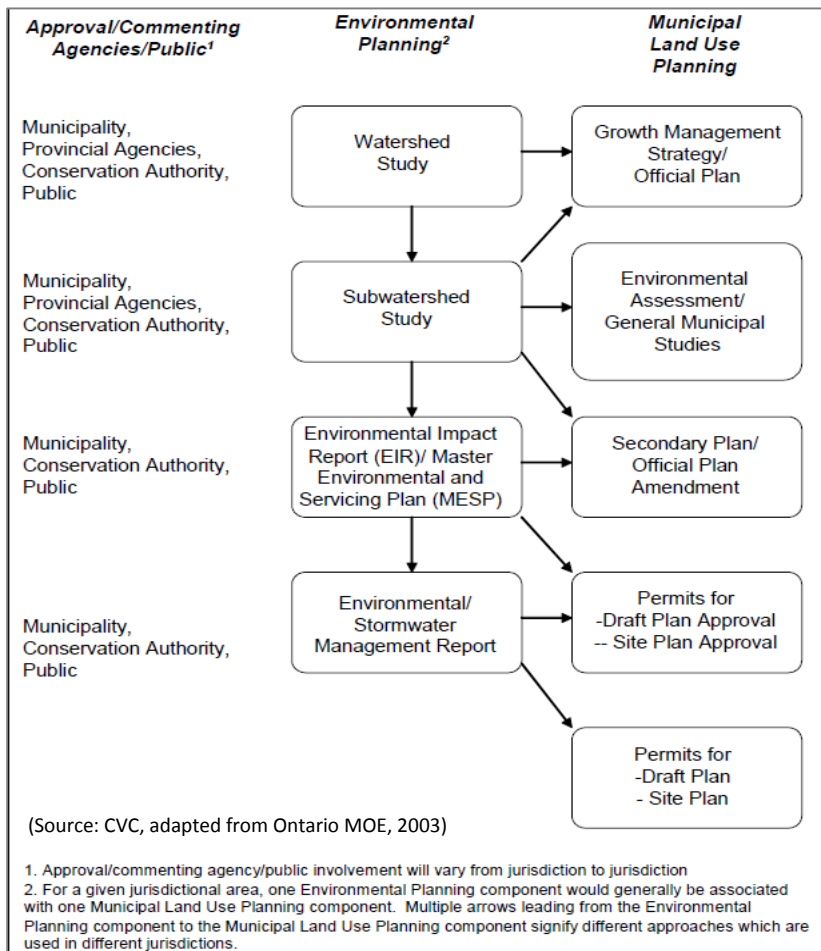 Approval/Commenting
Agencies/Public¹
Environmental
Planning²
Municipal
Land Use
Planning
Municipality,
Provincial Agencies,
Conservation Authority,
Public
Watershed
Study
Growth Management
Strategy/
Official Plan
Municipality,
Provincial Agencies,
Conservation Authority,
Public
Subwatershed
Study
Environmental
Assessment/
General Municipal
Studies
Municipality,
Conservation Authority,
Public
Environmental Impact
Report (EIR)/ Master
Environmental and
Servicing Plan (MESP)
Secondary Plan/
Official Plan
Amendment
Municipality,
Conservation Authority,
Public
Environmental/
Stormwater
Management Report
Permits for
-Draft Plan Approval
-- Site Plan Approval
Permits for
-Draft Plan
- Site Plan
(Source: CVC, adapted from Ontario MOE, 2003)
1. Approval/commenting agency/public involvement will vary from jurisdiction to jurisdiction
2. For a given jurisdictional area, one Environmental Planning component would generally be associated
with one Municipal Land Use Planning component.  Multiple arrows leading from the Environmental
Planning component to the Municipal Land Use Planning component signify different approaches which are
used in different jurisdictions.